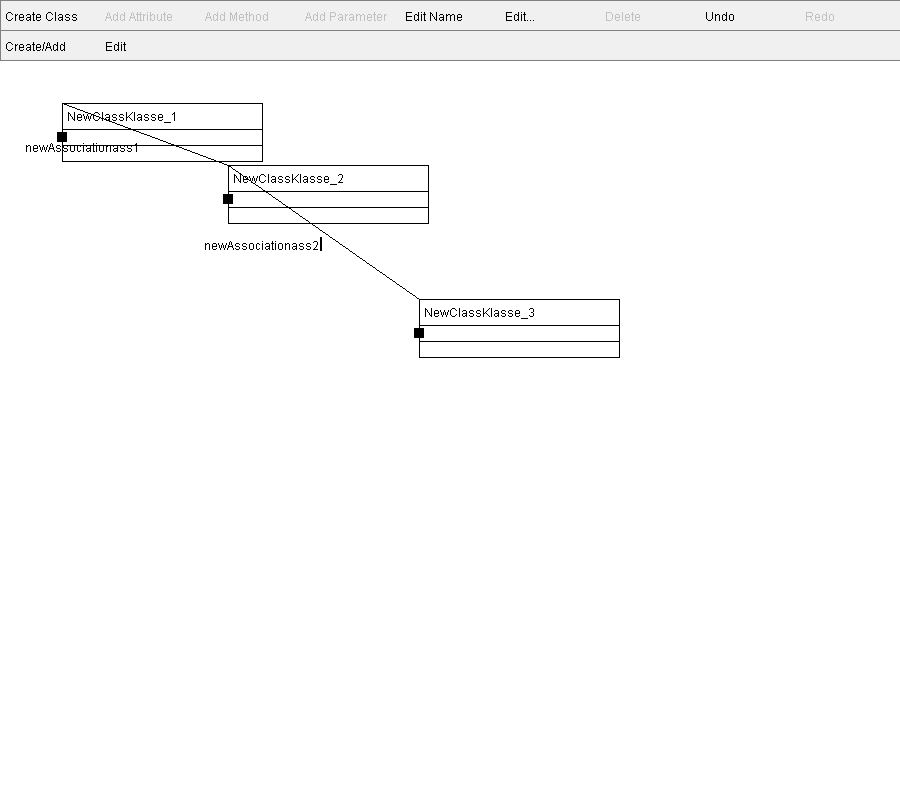 Create Class Add Attribute Add Method Add Parameter Edit Name Edit... Delete Undo Redo
Create/Add Edit
NewClassKlasse_1
newAssociationass1
NewClassKlasse_2
newAssociationass2
NewClassKlasse_3